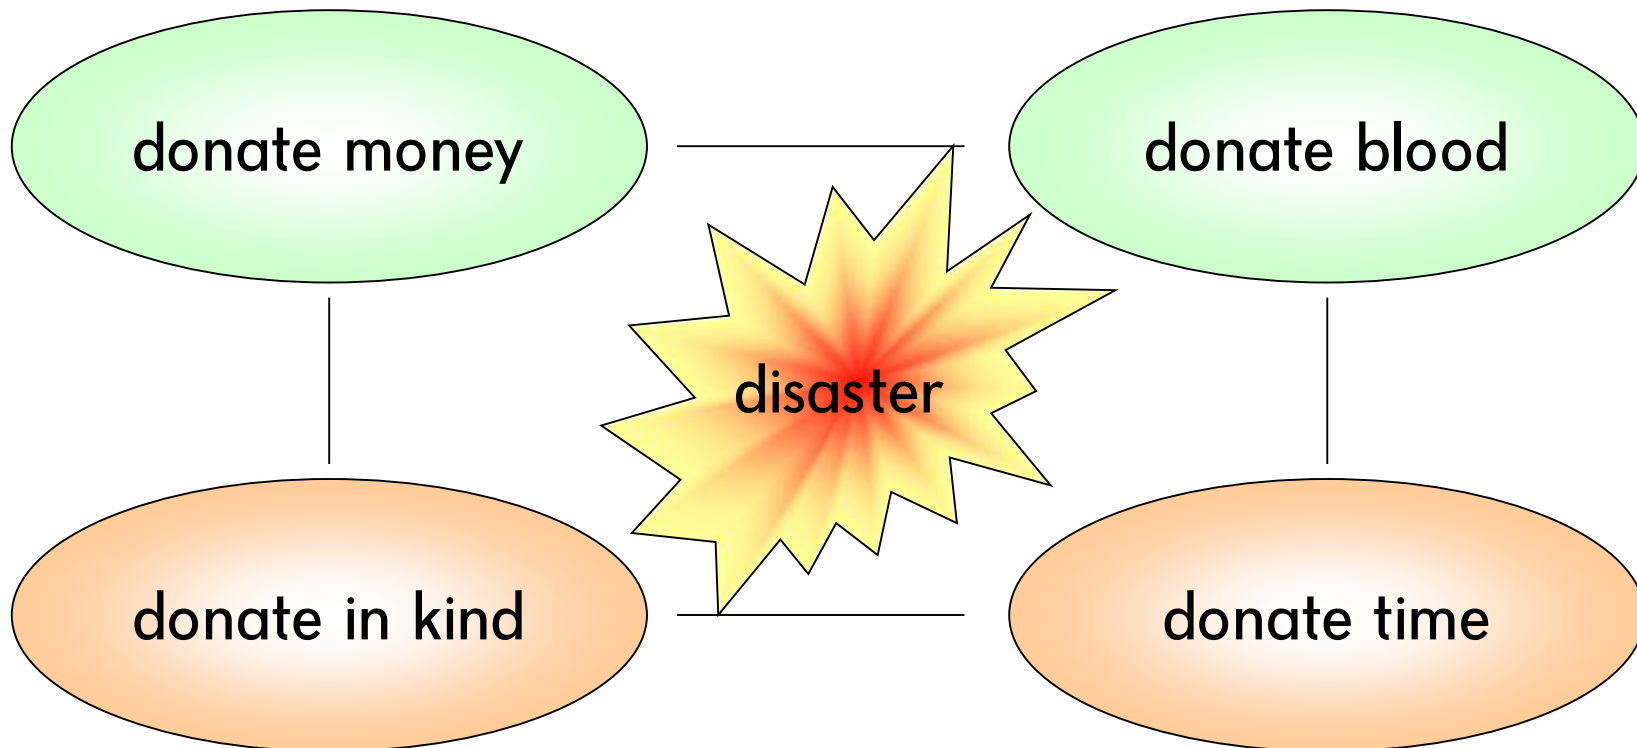 donate money
donate blood
disaster
donate in kind
donate time